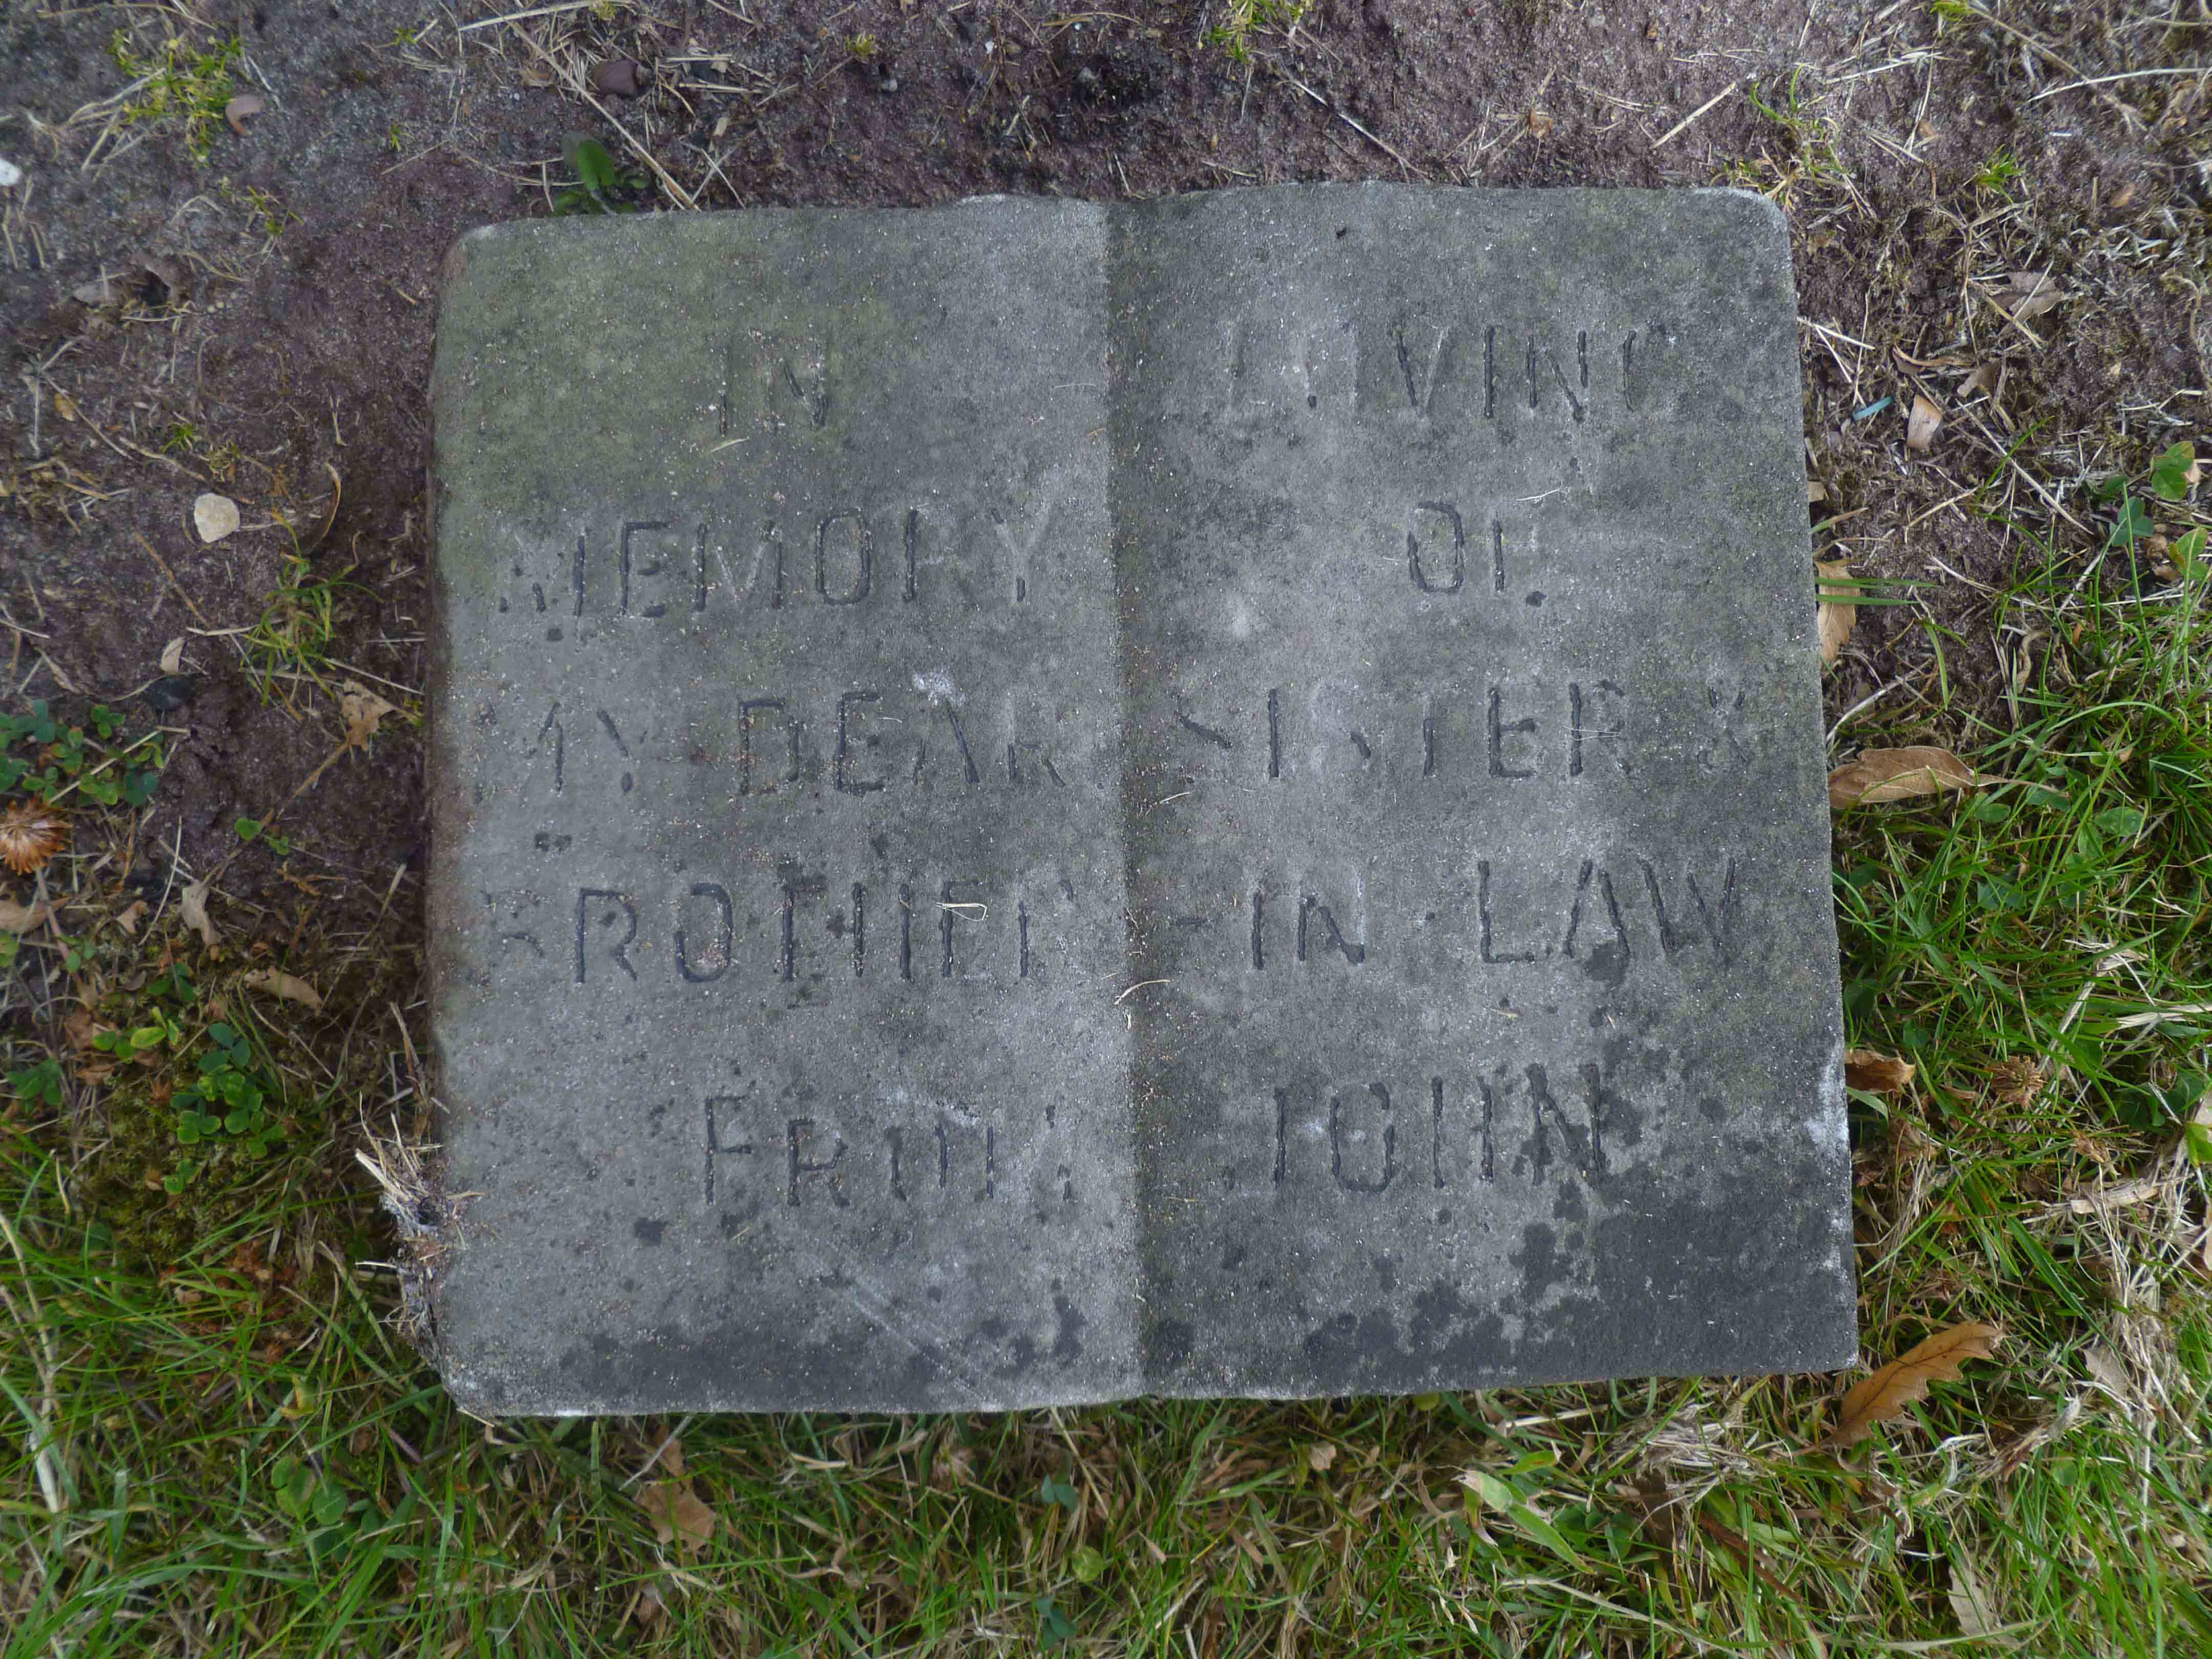 IN LOVING
MEMORY OF
MY DEAR SISTER &
BROTHER - IN - LAW
FROM JOHN